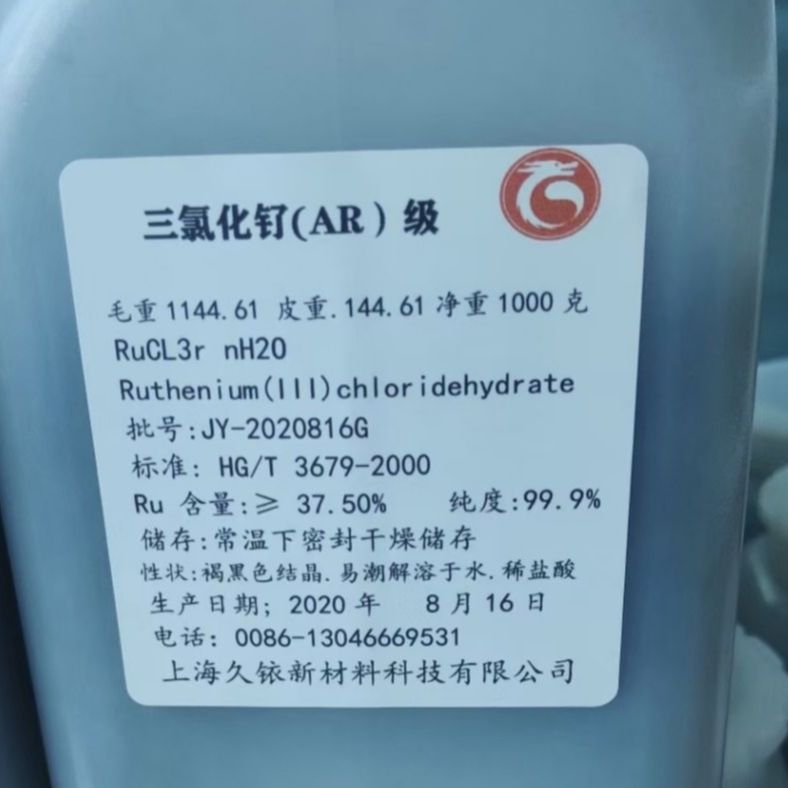 三氯化钌(AR)级
毛重1144.61 皮重.144.61 净重1000 克
RuCL3r nH2O
Ruthenium(III)chloridehydrate
批号:JY-2020816G
标准: HG/T 3679-2000
Ru 含量:≥ 37.50% 纯度:99.9%
储存:常温下密封干燥储存
性状:褐黑色结晶.易潮解溶于水.稀盐酸
生产日期; 2020 年 8 月 16 日
电话: 0086-13046669531
上海久铱新材料科技有限公司